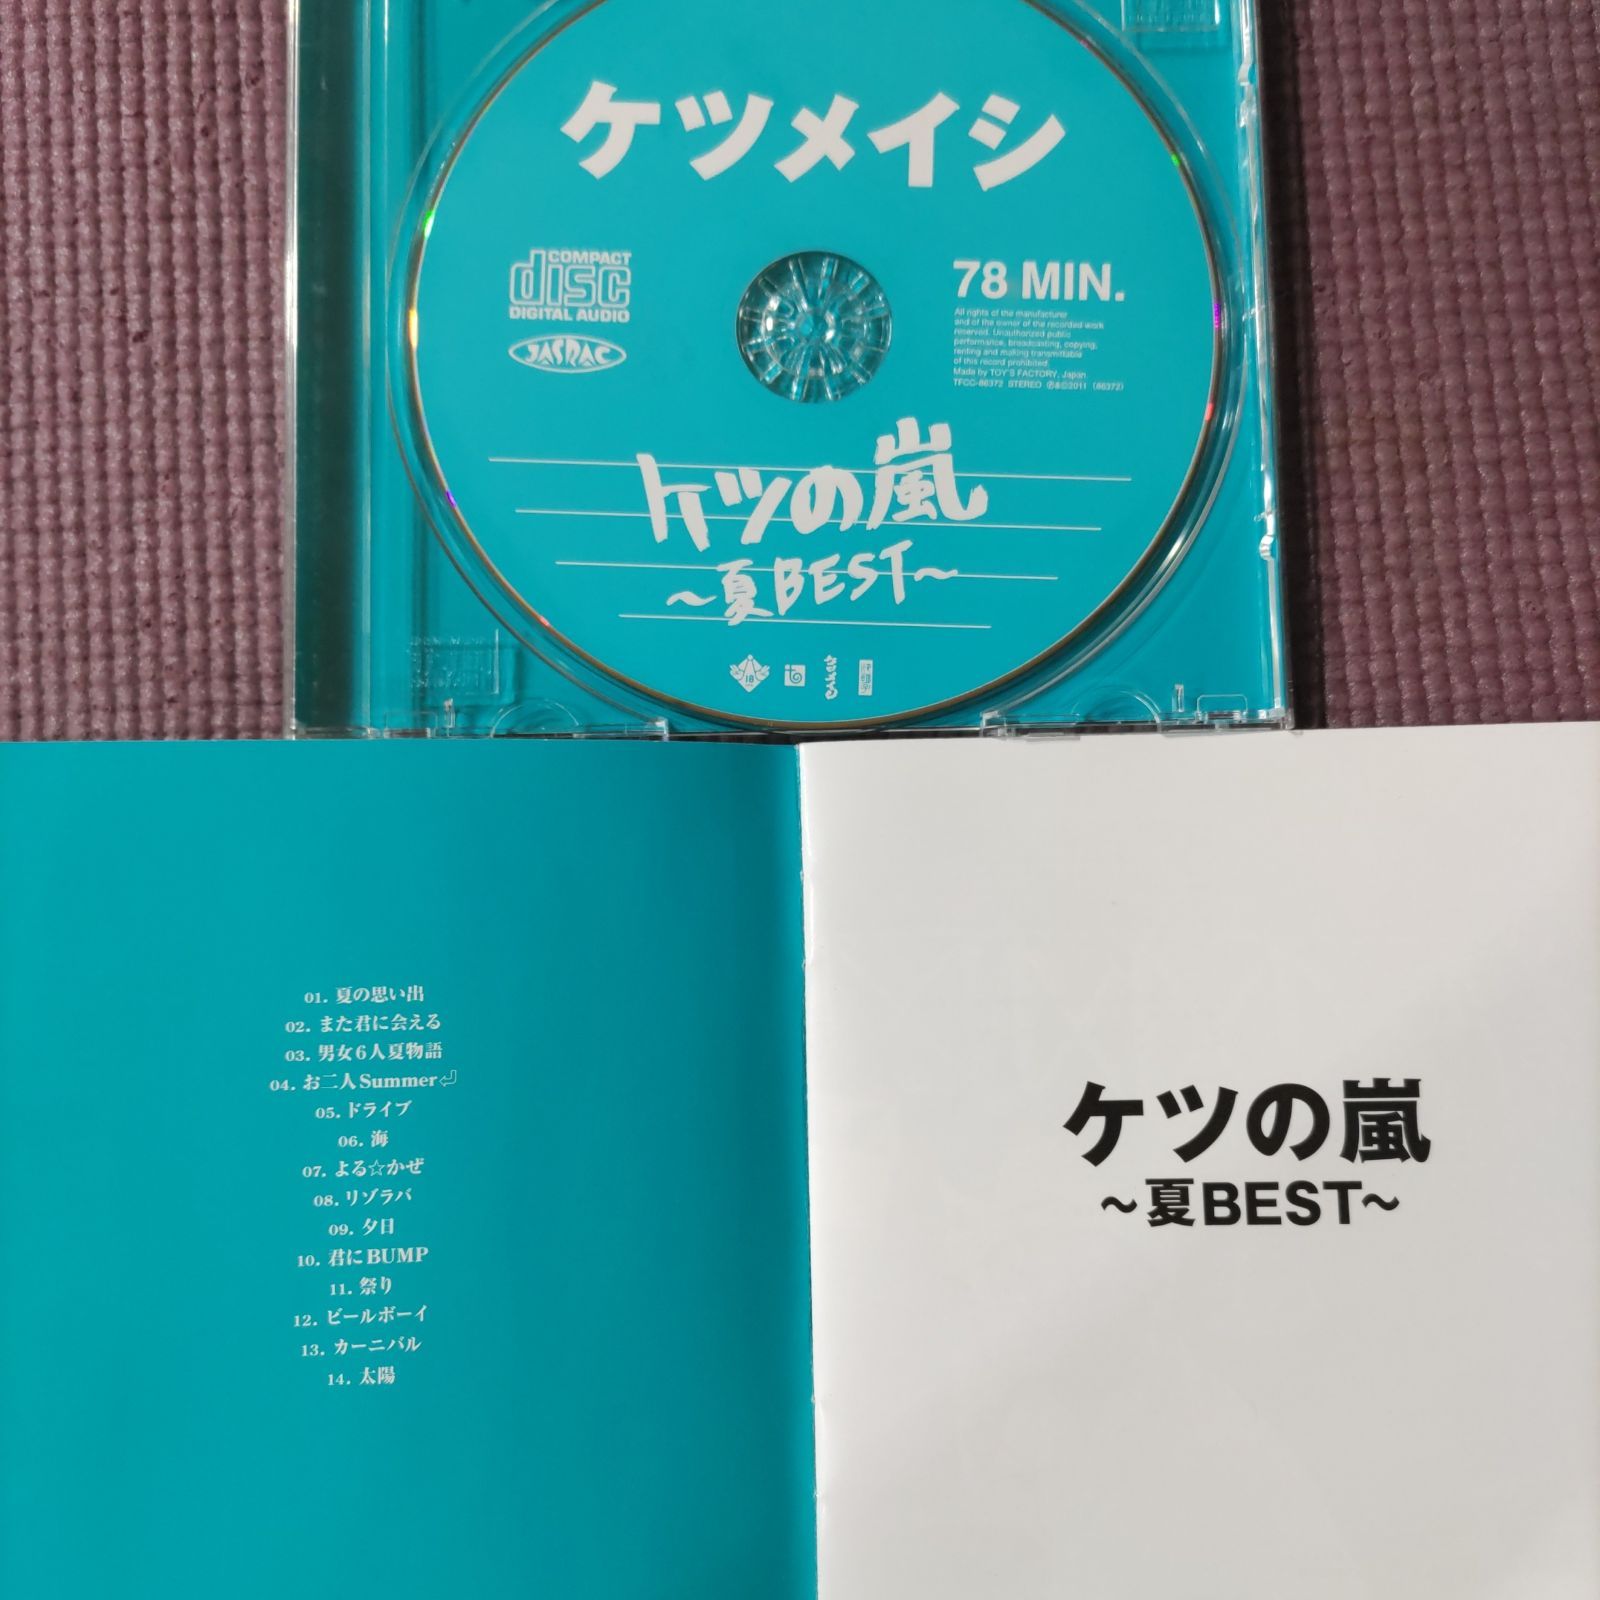 ケツメイシ
COMPACT
disc
DIGITAL AUDIO
JASRAC
78 MIN.
All rights of the manufacturer
and of the owner of the recorded work
reserved. Unauthorized public
performance, broadcasting, copying,
renting and making transmittable
of this record prohibited.
Made by TOY'S FACTORY, Japan.
TFCC-86372 STEREO Ⓟ&Ⓒ2011 (86372)
ケツの嵐
～夏BEST～
01. 夏の思い出
02. また君に会える
03. 男女6人夏物語
04. お二人Summer⏎
05. ドライブ
06. 海
07. よる☆かぜ
08. リゾラバ
09. 夕日
10. 君にBUMP
11. 祭り
12. ビールボーイ
13. カーニバル
14. 太陽
ケツの嵐
～夏BEST～